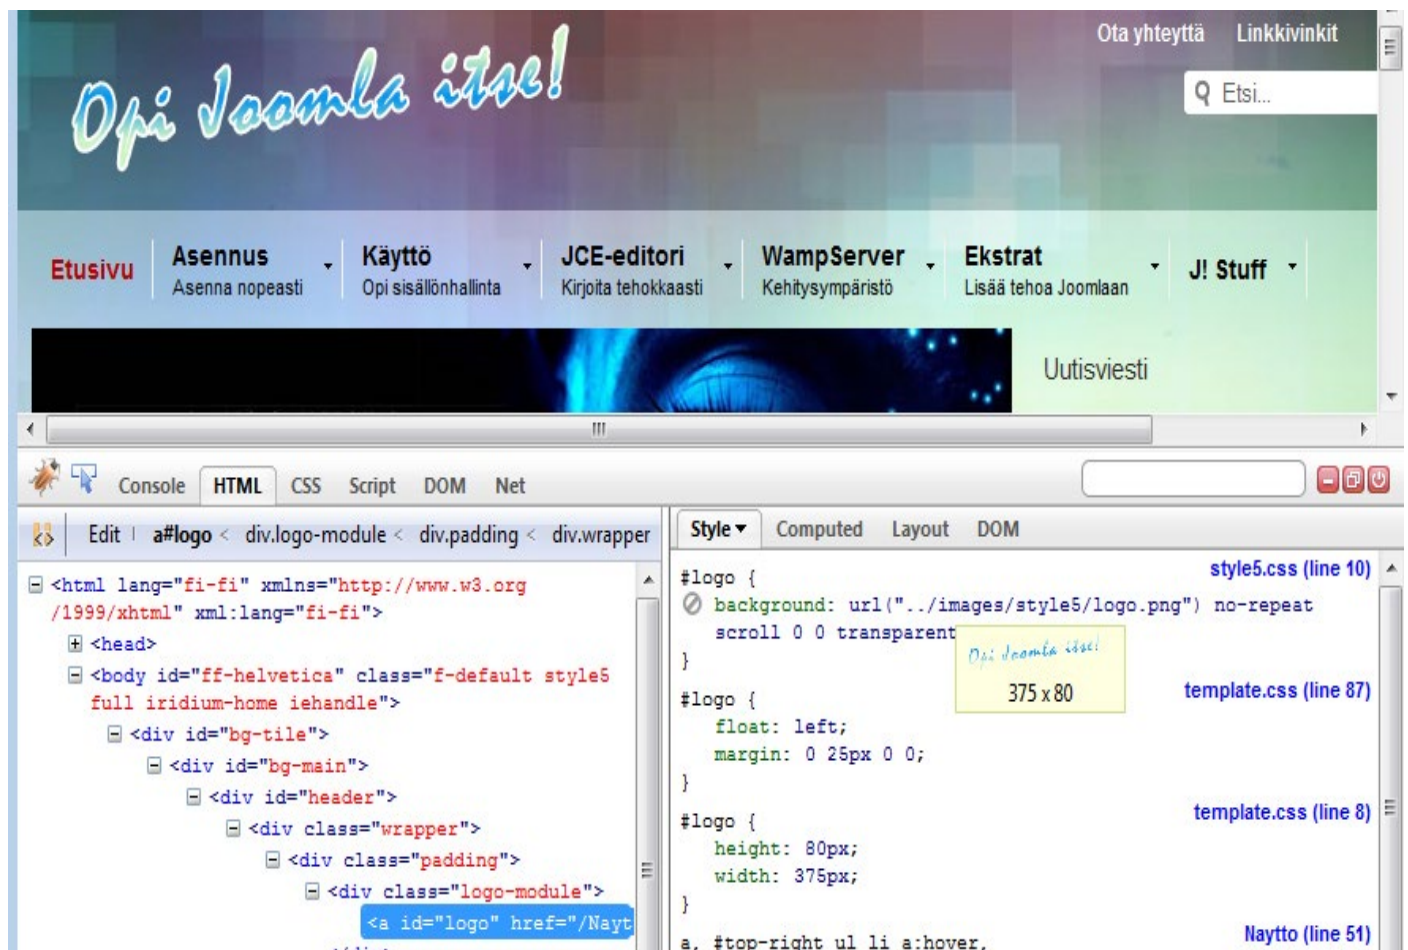 Ota yhteyttä Linkkivinkit
Opi Joomla itse!
Etsi...
Etusivu
Asennus
Asenna nopeasti
Käyttö
Opi sisällönhallinta
JCE-editori
Kirjoita tehokkaasti
WampServer
Kehitysympäristö
Ekstrat
Lisää tehoa Joomlaan
J! Stuff
Uutisviesti
Console HTML CSS Script DOM Net
Edit a#logo < div.logo-module < div.padding < div.wrapper
<html lang="fi-fi" xmlns="http://www.w3.org
/1999/xhtml" xml:lang="fi-fi">
<head>
<body id="ff-helvetica" class="f-default style5
full iridium-home iehandle">
<div id="bg-tile">
<div id="bg-main">
<div id="header">
<div class="wrapper">
<div class="padding">
<div class="logo-module">
<a id="logo" href="/Nayt
Style Computed Layout DOM
#logo { style5.css (line 10)
background: url("../images/style5/logo.png") no-repeat
scroll 0 0 transparent
}
Opi Joomla itse!
375 x 80
#logo { template.css (line 87)
float: left;
margin: 0 25px 0 0;
}
#logo { template.css (line 8)
height: 80px;
width: 375px;
}
a, #top-right ul li a:hover, Naytto (line 51)